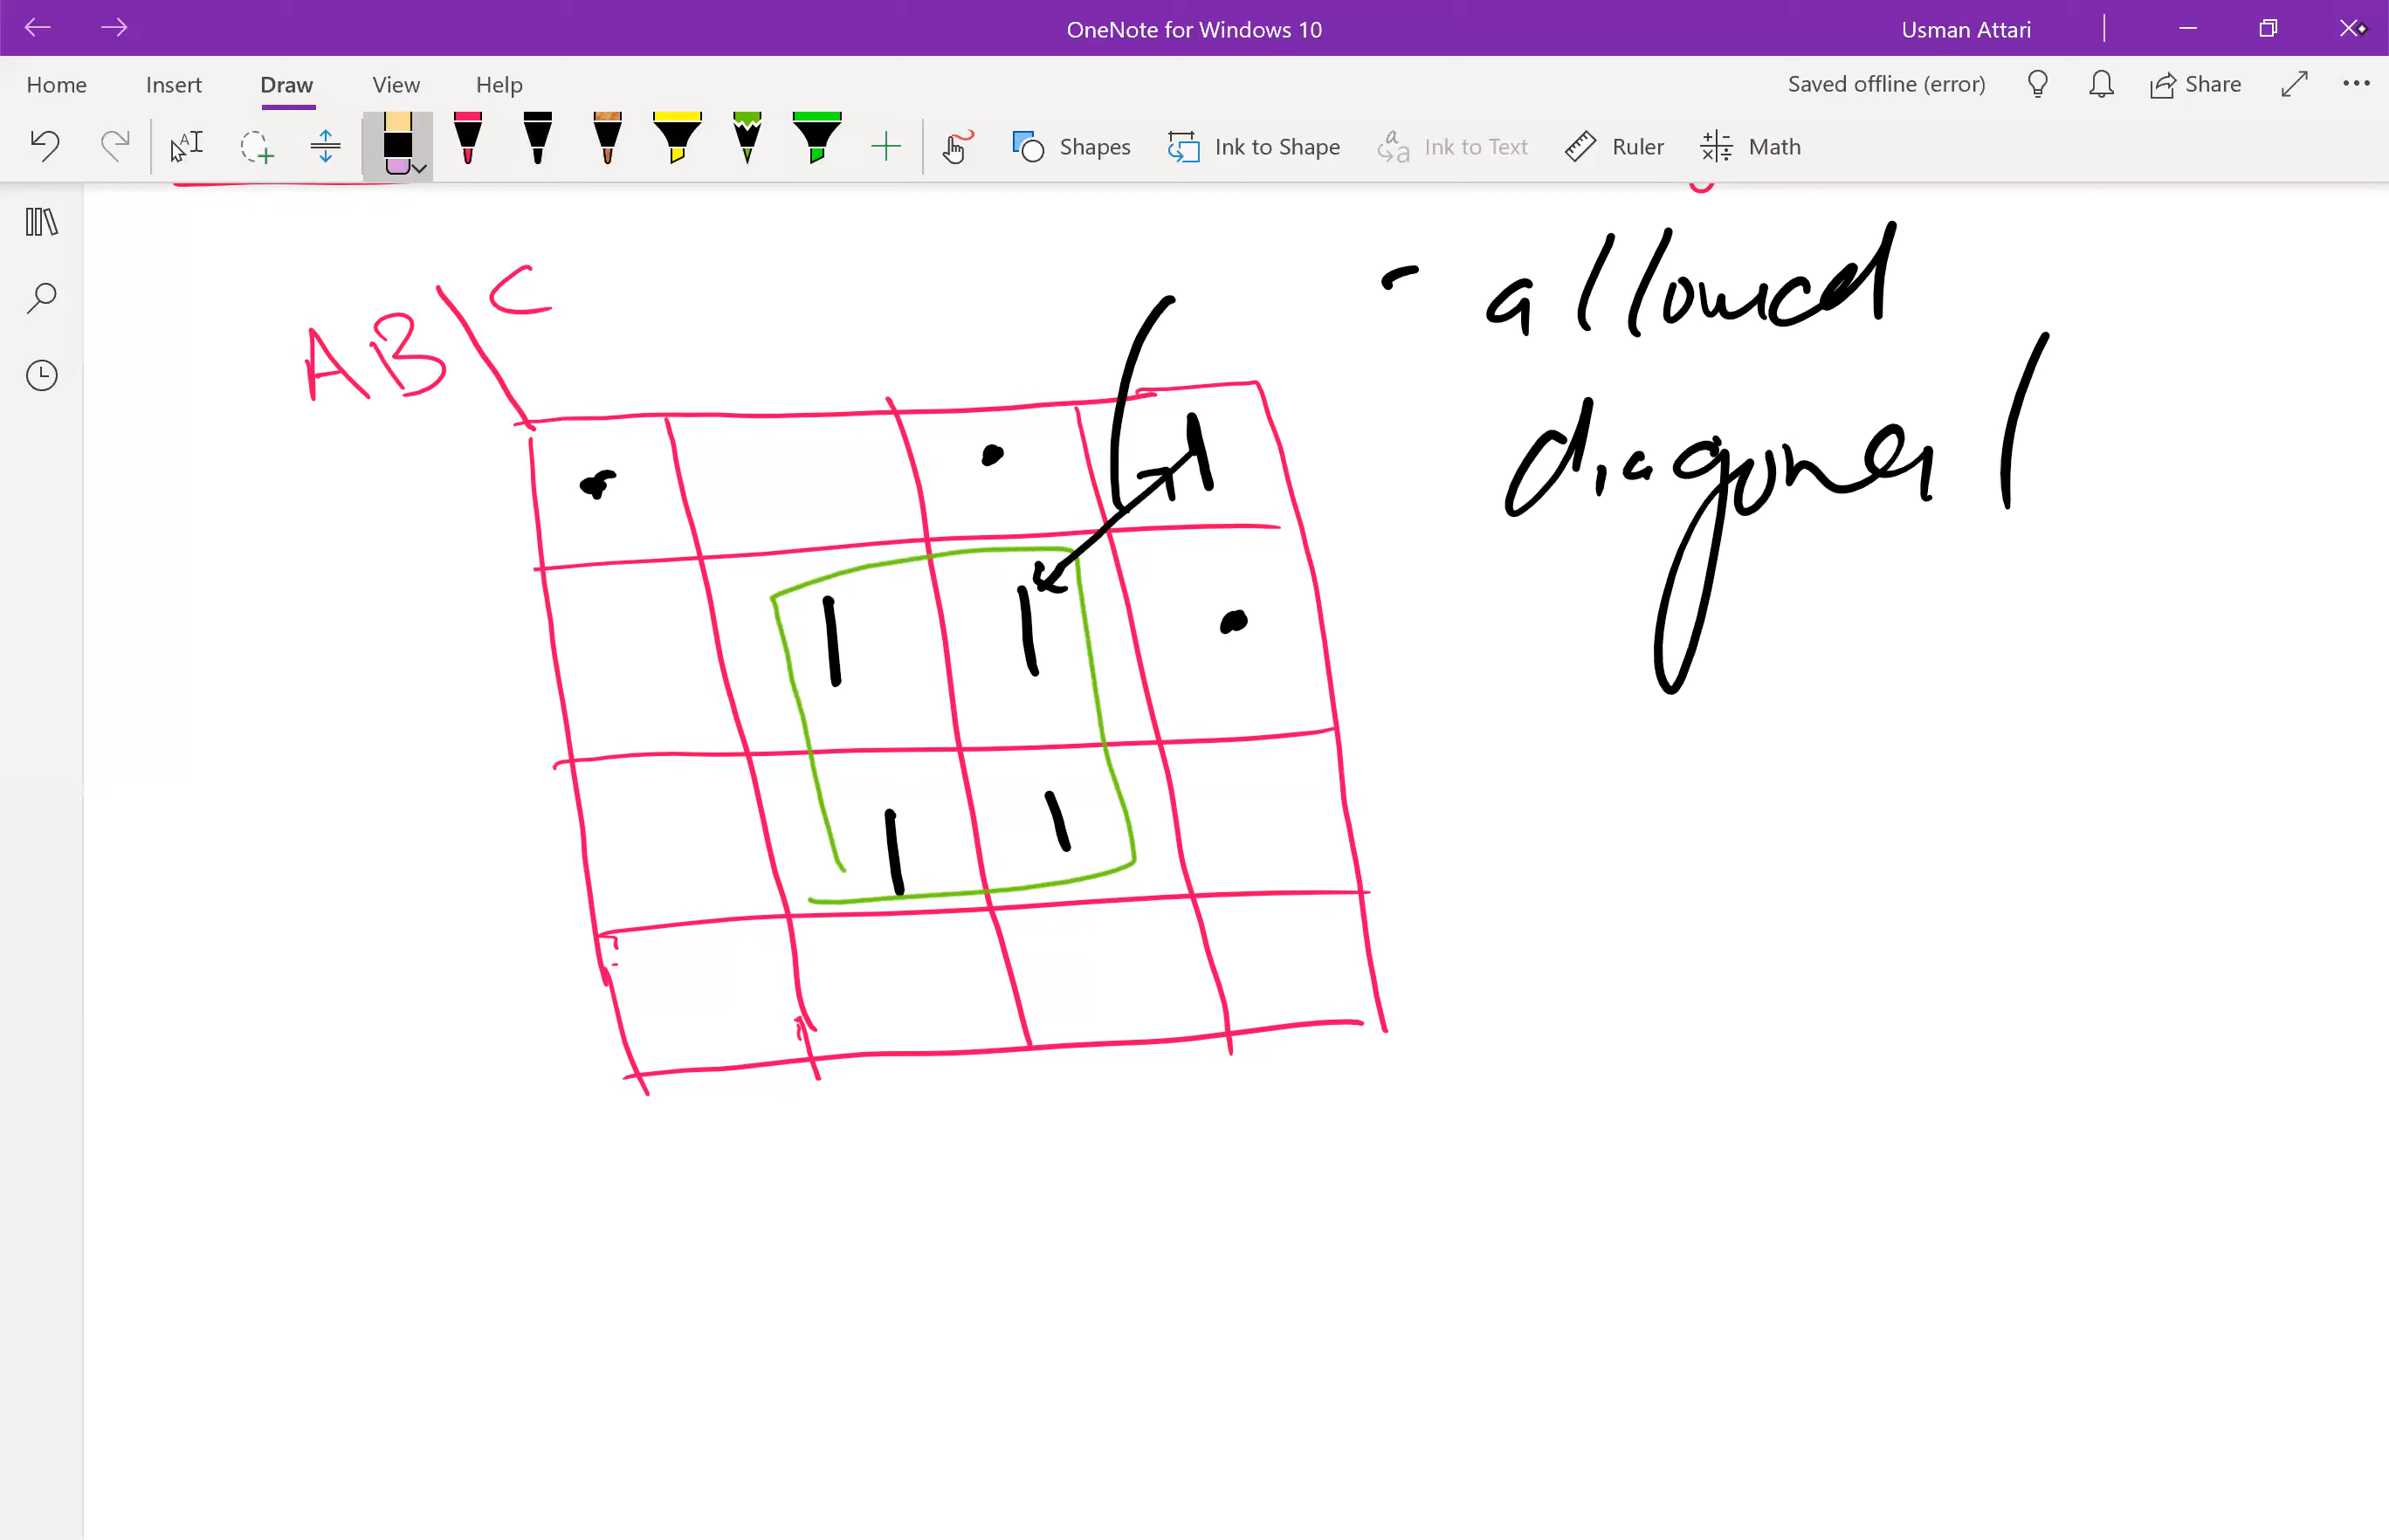 OneNote for Windows 10
Usman Attari
Home Insert Draw View Help
Saved offline (error)
Share
Shapes Ink to Shape Ink to Text Ruler Math
AB\C
- allowed
diagonal
1
1 1
1 1